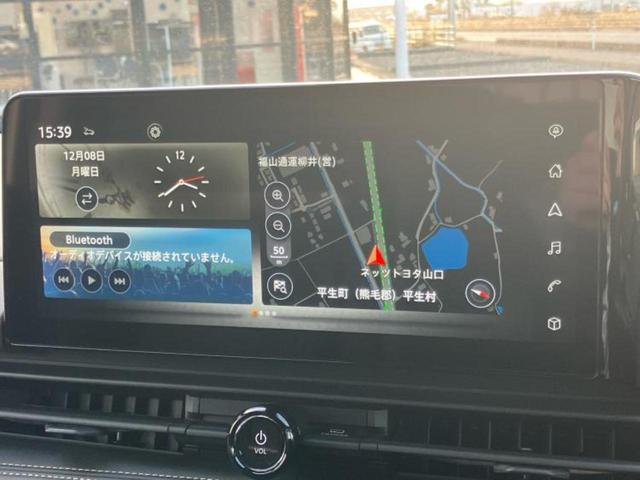 15:39
12月08日
月曜日
12
Bluetooth
オーディオデバイスが接続されていません。
福山通運柳井(営)
50
m
ネッツトヨタ山口
平生町（熊毛郡）平生村
VOL